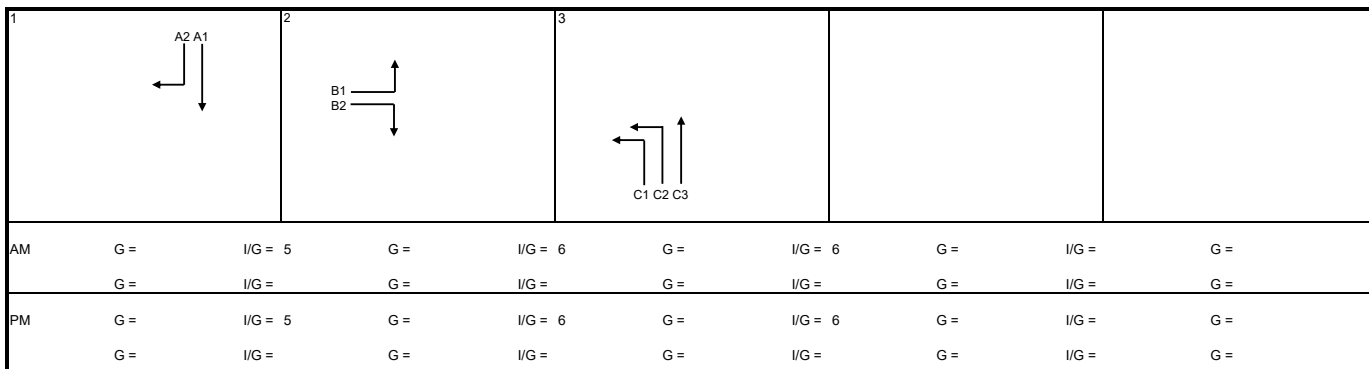 1 2 3
A2 A1
B1
B2
C1 C2 C3
AM G = I/G = 5 G = I/G = 6 G = I/G = 6 G = I/G = G =
G = I/G = G = I/G = G = I/G = G = I/G = G =
PM G = I/G = 5 G = I/G = 6 G = I/G = 6 G = I/G = G =
G = I/G = G = I/G = G = I/G = G = I/G = G =